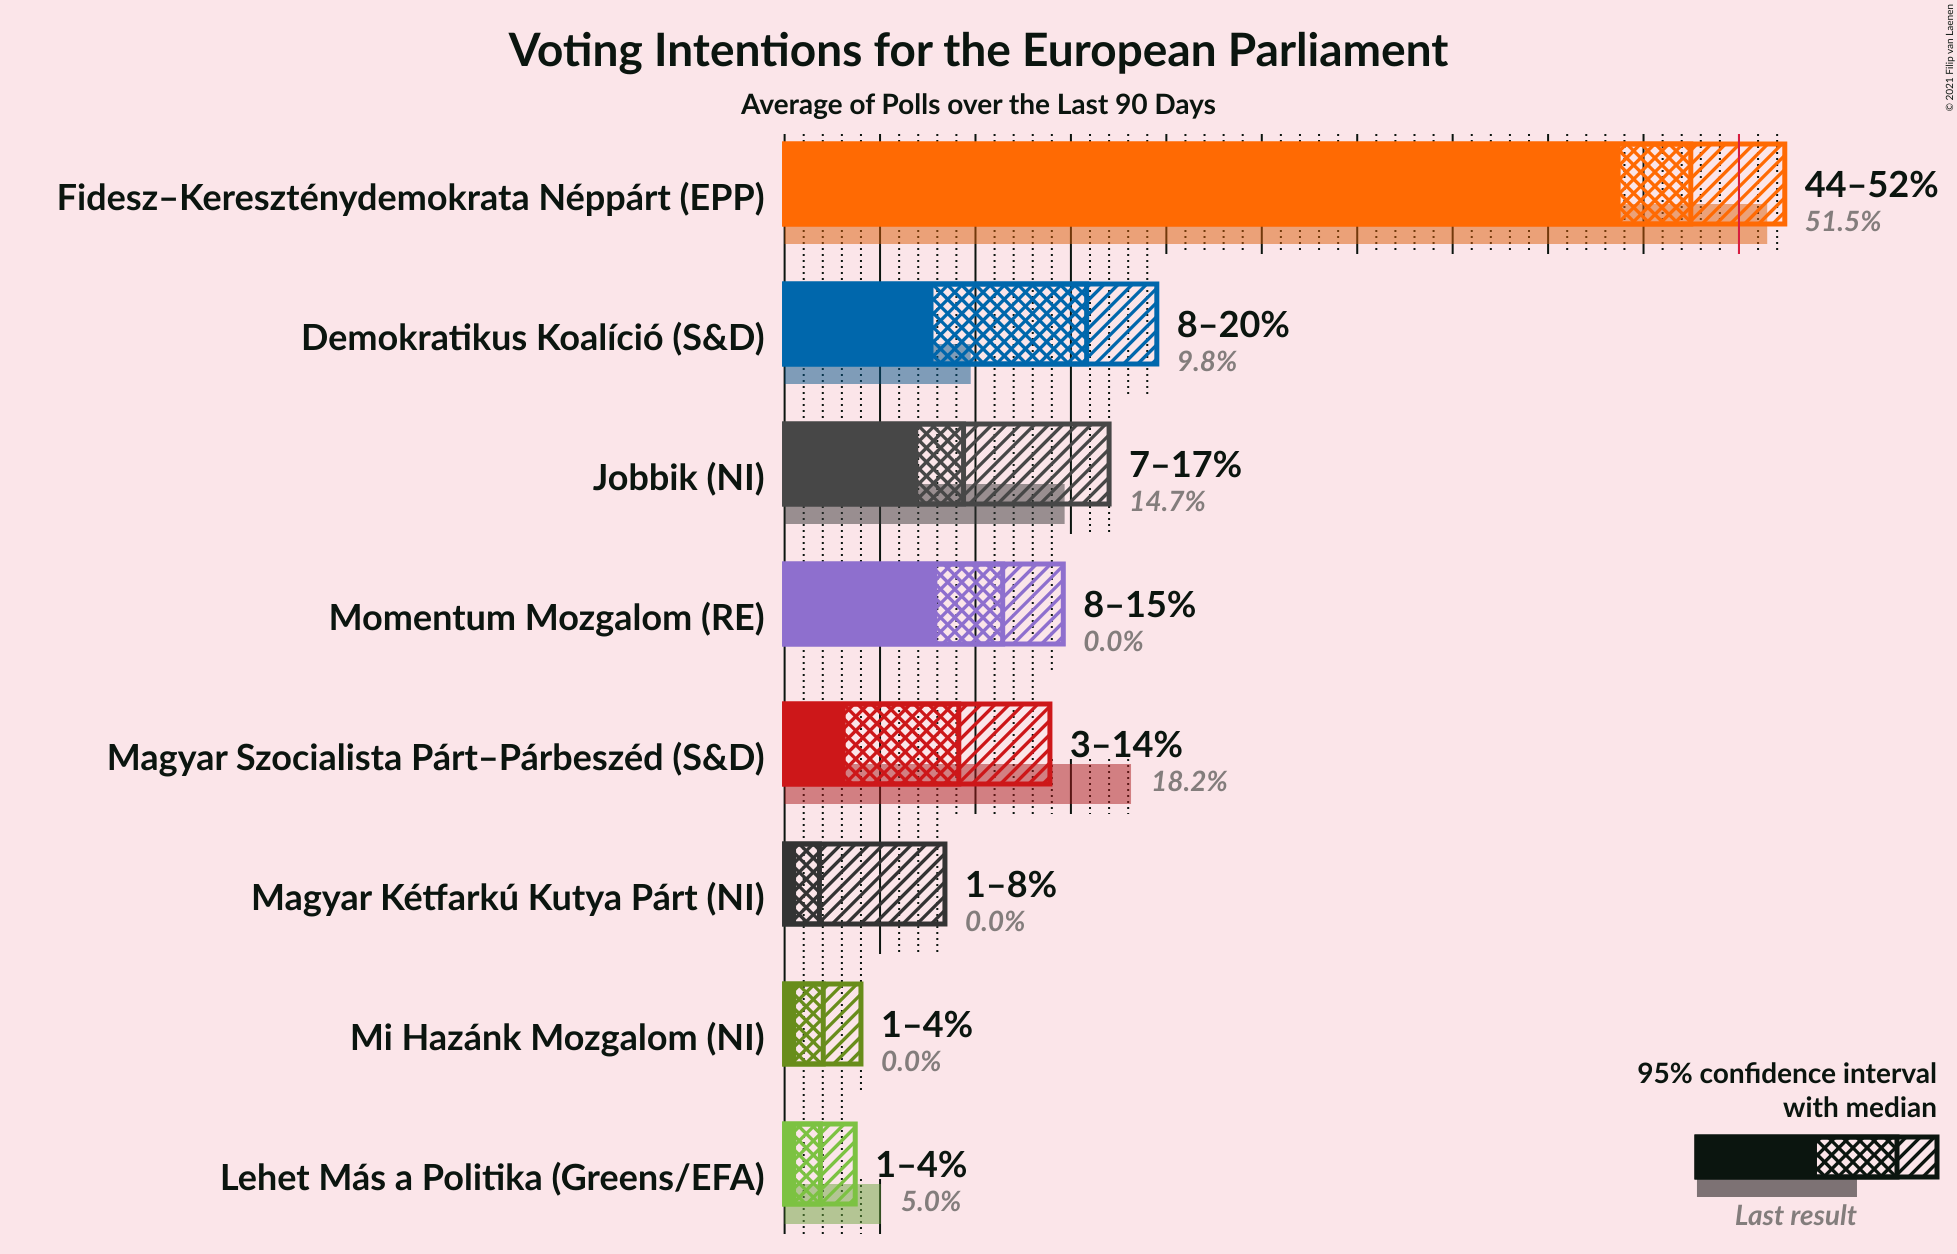 Voting Intentions for the European Parliament
Average of Polls over the Last 90 Days
© 2021 Filip van Laenen
Fidesz–Kereszténydemokrata Néppárt (EPP)
44–52%
51.5%
Demokratikus Koalíció (S&D)
8–20%
9.8%
Jobbik (NI)
7–17%
14.7%
Momentum Mozgalom (RE)
8–15%
0.0%
Magyar Szocialista Párt–Párbeszéd (S&D)
3–14%
18.2%
Magyar Kétfarkú Kutya Párt (NI)
1–8%
0.0%
Mi Hazánk Mozgalom (NI)
1–4%
0.0%
Lehet Más a Politika (Greens/EFA)
1–4%
5.0%
95% confidence interval
with median
Last result